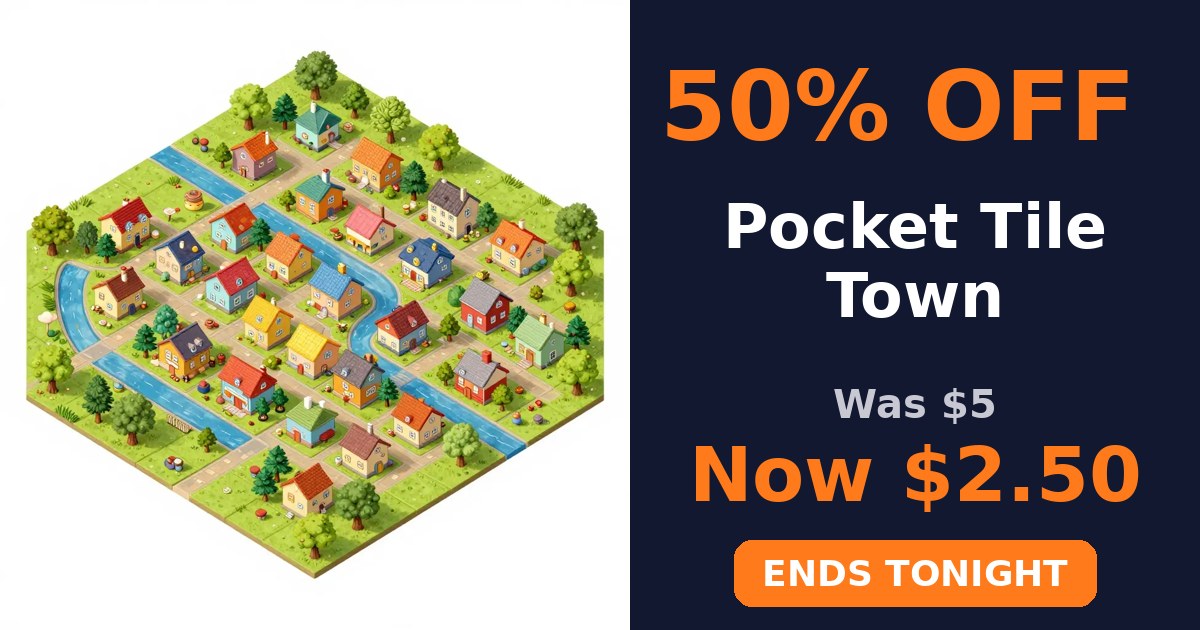 50% OFF
Pocket Tile
Town
Was $5
Now $2.50
ENDS TONIGHT